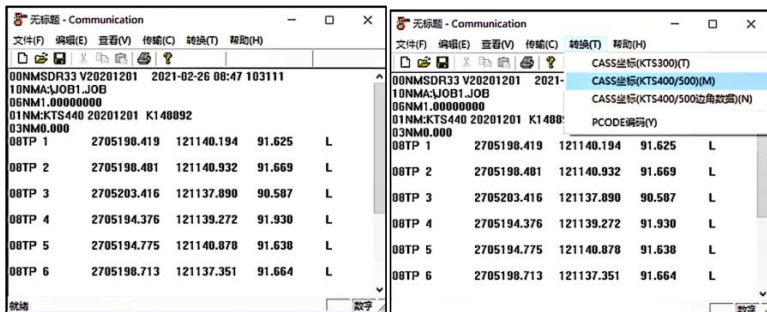 无标题 - Communication
文件(F) 编辑(E) 查看(V) 传输(C) 转换(T) 帮助(H)
00NMSDR33 V20201201 2021-02-26 08:47 103111
10NMA:\JOB1.JOB
06NM1.00000000
01NM:KTS440 20201201 K148892
03NM0.000
08TP 1 2705198.419 121140.194 91.625 L
08TP 2 2705198.481 121140.932 91.669 L
08TP 3 2705203.416 121137.890 90.587 L
08TP 4 2705194.376 121139.272 91.930 L
08TP 5 2705194.775 121140.878 91.638 L
08TP 6 2705198.713 121137.351 91.664 L
就绪 数字
无标题 - Communication
文件(F) 编辑(E) 查看(V) 传输(C) 转换(T) 帮助(H)
CASS坐标(KTS300)(T)
CASS坐标(KTS400/500)(M)
CASS坐标(KTS400/500边角数据)(N)
PCODE编码(Y)
00NMSDR33 V20201201 2021-
10NMA:\JOB1.JOB
06NM1.00000000
01NM:KTS440 20201201 K1488
03NM0.000
08TP 1 2705198.419 121140.194 91.625 L
08TP 2 2705198.481 121140.932 91.669 L
08TP 3 2705203.416 121137.890 90.587 L
08TP 4 2705194.376 121139.272 91.930 L
08TP 5 2705194.775 121140.878 91.638 L
08TP 6 2705198.713 121137.351 91.664 L
数字